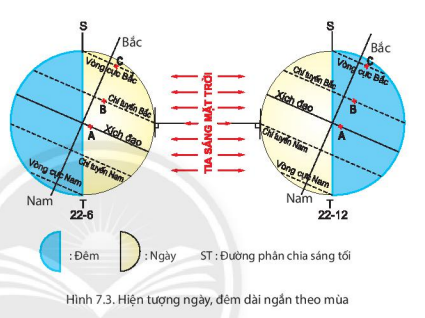 S
Bắc
C
Vòng cực Bắc
B
Chí tuyến Bắc
A
Xích đạo
Chí tuyến Nam
Vòng cực Nam
Nam
T
22-6
TIA SÁNG MẶT TRỜI
S
Bắc
C
Vòng cực Bắc
B
Chí tuyến Bắc
Xích đạo
A
Chí tuyến Nam
Vòng cực Nam
Nam
T
22-12
: Đêm
: Ngày
ST : Đường phân chia sáng tối
Hình 7.3. Hiện tượng ngày, đêm dài ngắn theo mùa